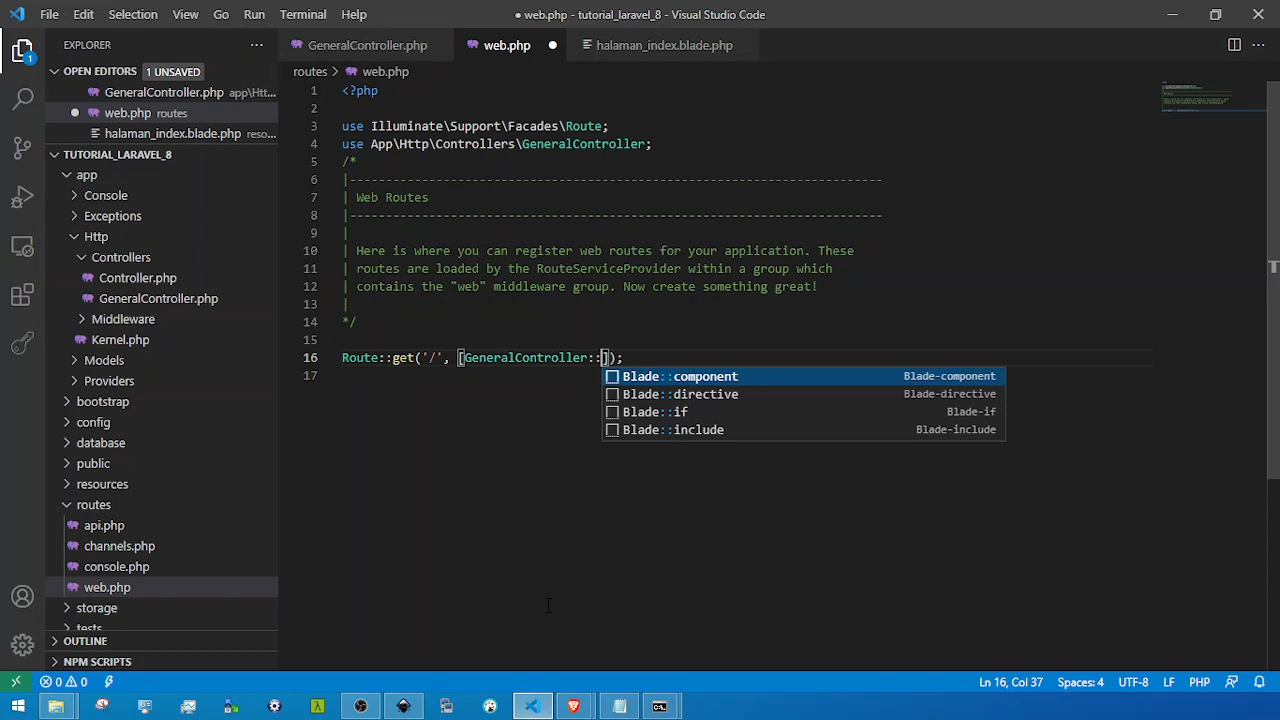 File Edit Selection View Go Run Terminal Help
● web.php - tutorial_laravel_8 - Visual Studio Code
EXPLORER
OPEN EDITORS 1 UNSAVED
GeneralController.php app\Htt...
web.php routes
halaman_index.blade.php reso...
TUTORIAL_LARAVEL_8
app
Console
Exceptions
Http
Controllers
Controller.php
GeneralController.php
Middleware
Kernel.php
Models
Providers
bootstrap
config
database
public
resources
routes
api.php
channels.php
console.php
web.php
storage
tests
OUTLINE
NPM SCRIPTS
1
GeneralController.php web.php halaman_index.blade.php
routes > web.php
1 <?php
2
3 use Illuminate\Support\Facades\Route;
4 use App\Http\Controllers\GeneralController;
5 /*
6 |--------------------------------------------------------------------------
7 | Web Routes
8 |--------------------------------------------------------------------------
9 |
10 | Here is where you can register web routes for your application. These
11 | routes are loaded by the RouteServiceProvider within a group which
12 | contains the "web" middleware group. Now create something great!
13 |
14 */
15
16 Route::get('/', [GeneralController::]);
17
Blade::component Blade-component
Blade::directive Blade-directive
Blade::if Blade-if
Blade::include Blade-include
0 0
Ln 16, Col 37 Spaces: 4 UTF-8 LF PHP